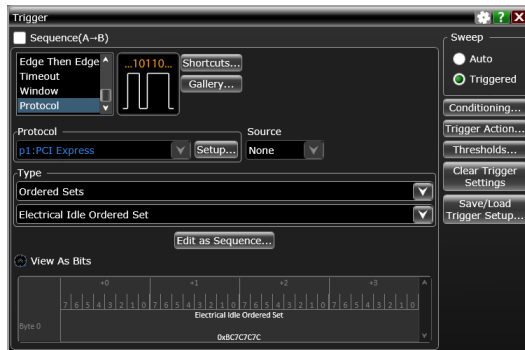 Trigger
?
X
Sequence(A→B)
Edge Then Edge
Timeout
Window
Protocol
...10110...
Shortcuts...
Gallery...
Protocol
p1:PCI Express
Setup...
Source
None
Type
Ordered Sets
Electrical Idle Ordered Set
Edit as Sequence...
View As Bits
+0 +1 +2 +3
7 6 5 4 3 2 1 0 7 6 5 4 3 2 1 0 7 6 5 4 3 2 1 0 7 6 5 4 3 2 1 0
Electrical Idle Ordered Set
Byte 0
0xBC7C7C7C
Sweep
Auto
Triggered
Conditioning...
Trigger Action...
Thresholds...
Clear Trigger
Settings
Save/Load
Trigger Setup...